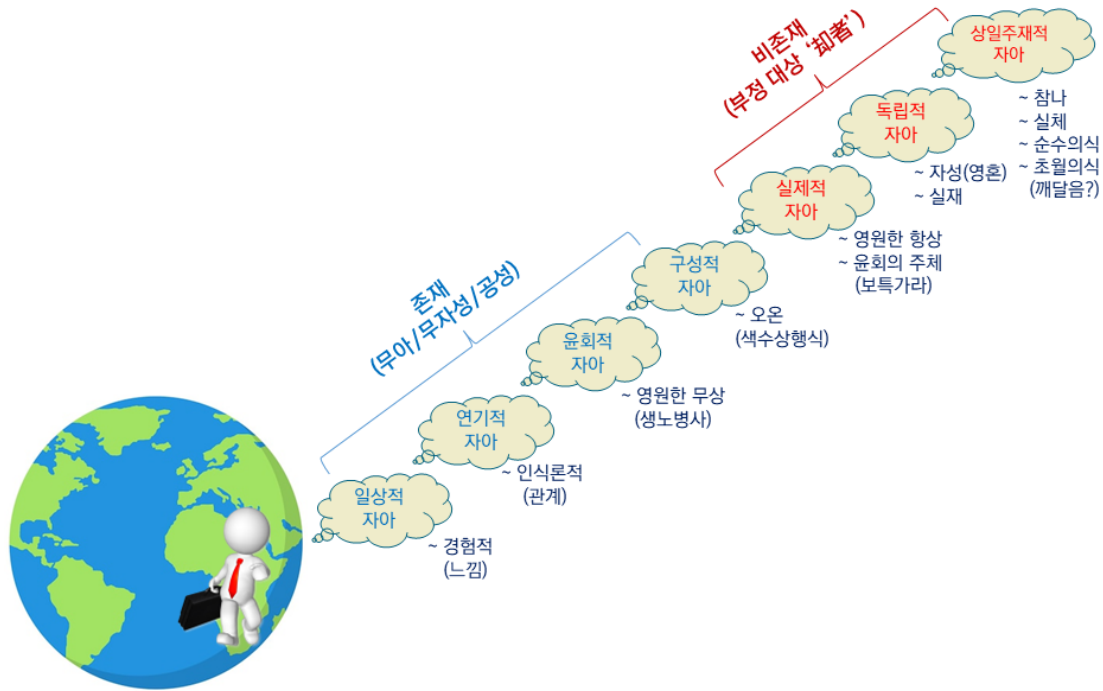 상일주재적
자아
~ 참나
~ 실체
~ 순수의식
~ 초월의식
(깨달음?)
비존재
(부정 대상 ‘却者’)
독립적
자아
~ 자성(영혼)
~ 실재
실제적
자아
~ 영원한 항상
~ 윤회의 주체
(보특가라)
존재
(무아/무자성/공성)
구성적
자아
~ 오온
(색수상행식)
윤회적
자아
~ 영원한 무상
(생노병사)
연기적
자아
~ 인식론적
(관계)
일상적
자아
~ 경험적
(느낌)